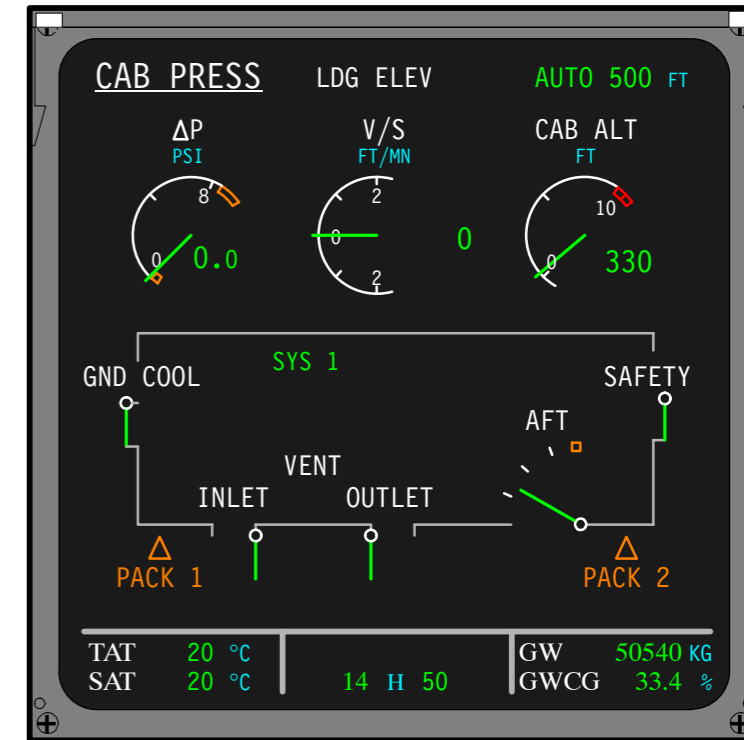 CAB PRESS LDG ELEV AUTO 500 FT
ΔP V/S CAB ALT
PSI FT/MN FT
8 2 10
0 0.0 0 0 0 330
2
SYS 1
GND COOL SAFETY
AFT
VENT
INLET OUTLET
PACK 1 PACK 2
TAT 20 °C GW 50540 KG
SAT 20 °C 14 H 50 GWCG 33.4 %